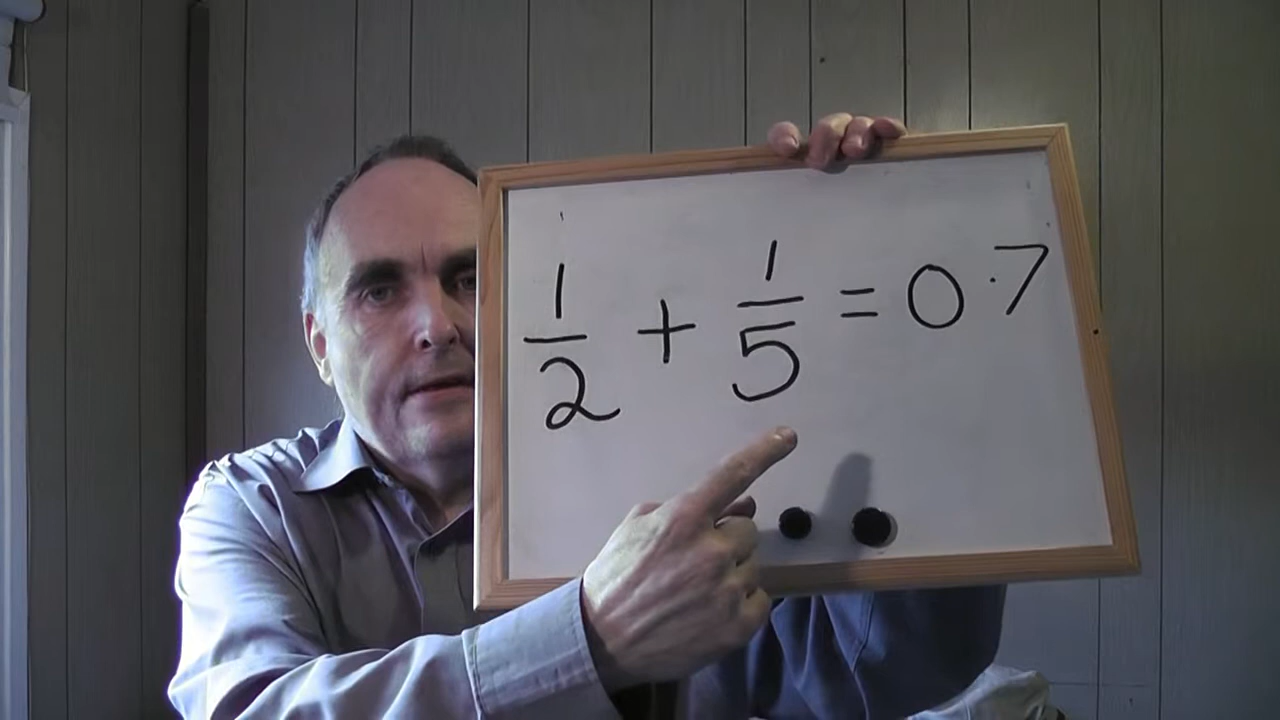 1/2 + 1/5 = 0.7